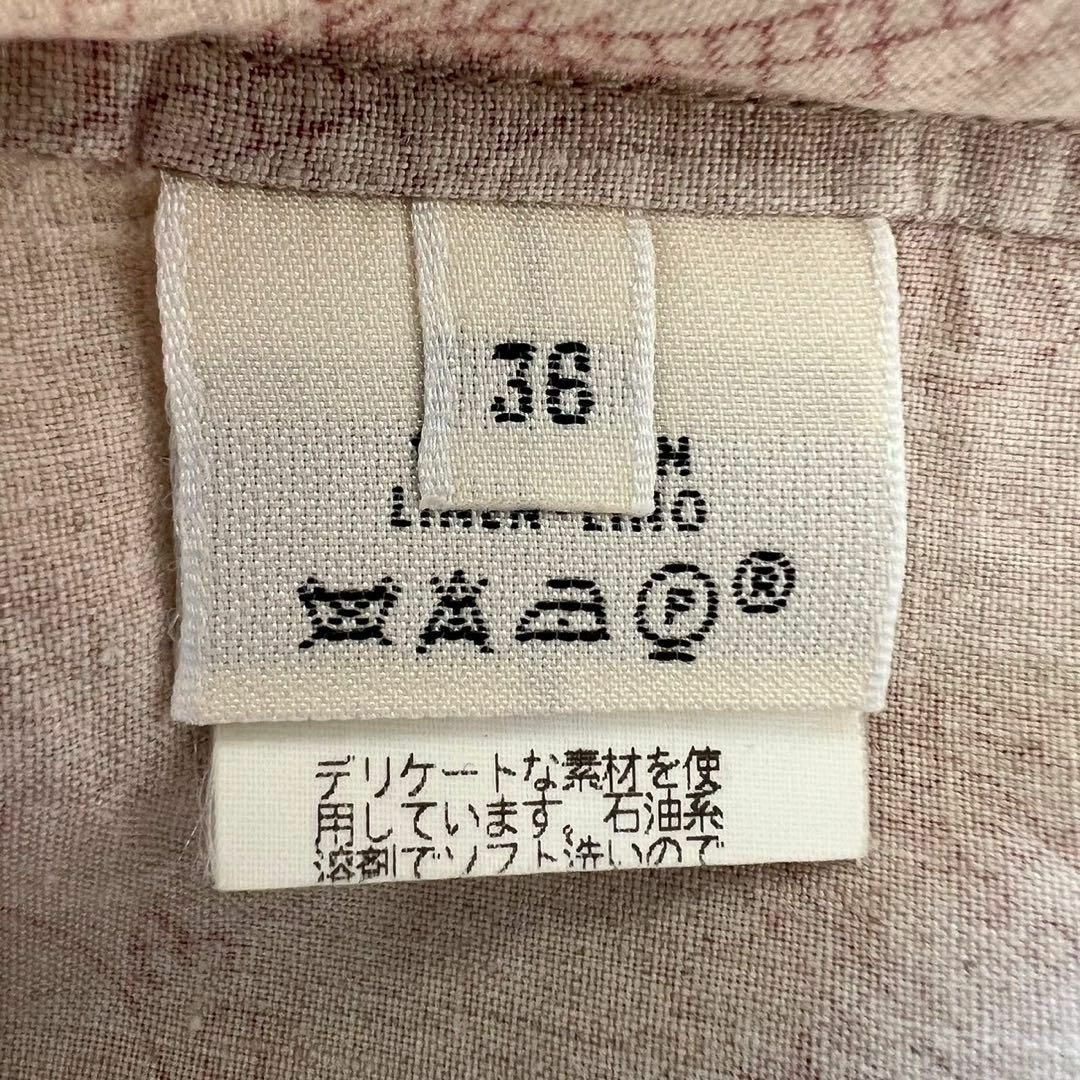 36
デリケートな素材を使
用しています。石油系
溶剤でソフト洗いので
P
®